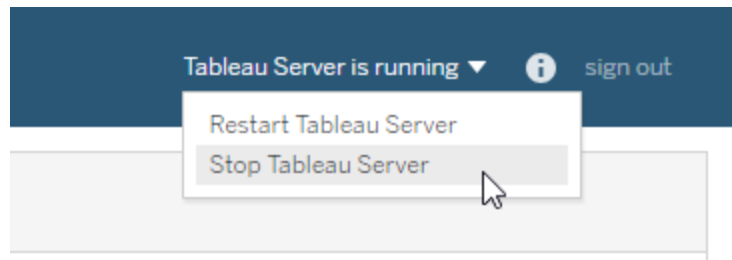 Tableau Server is running
sign out
Restart Tableau Server
Stop Tableau Server